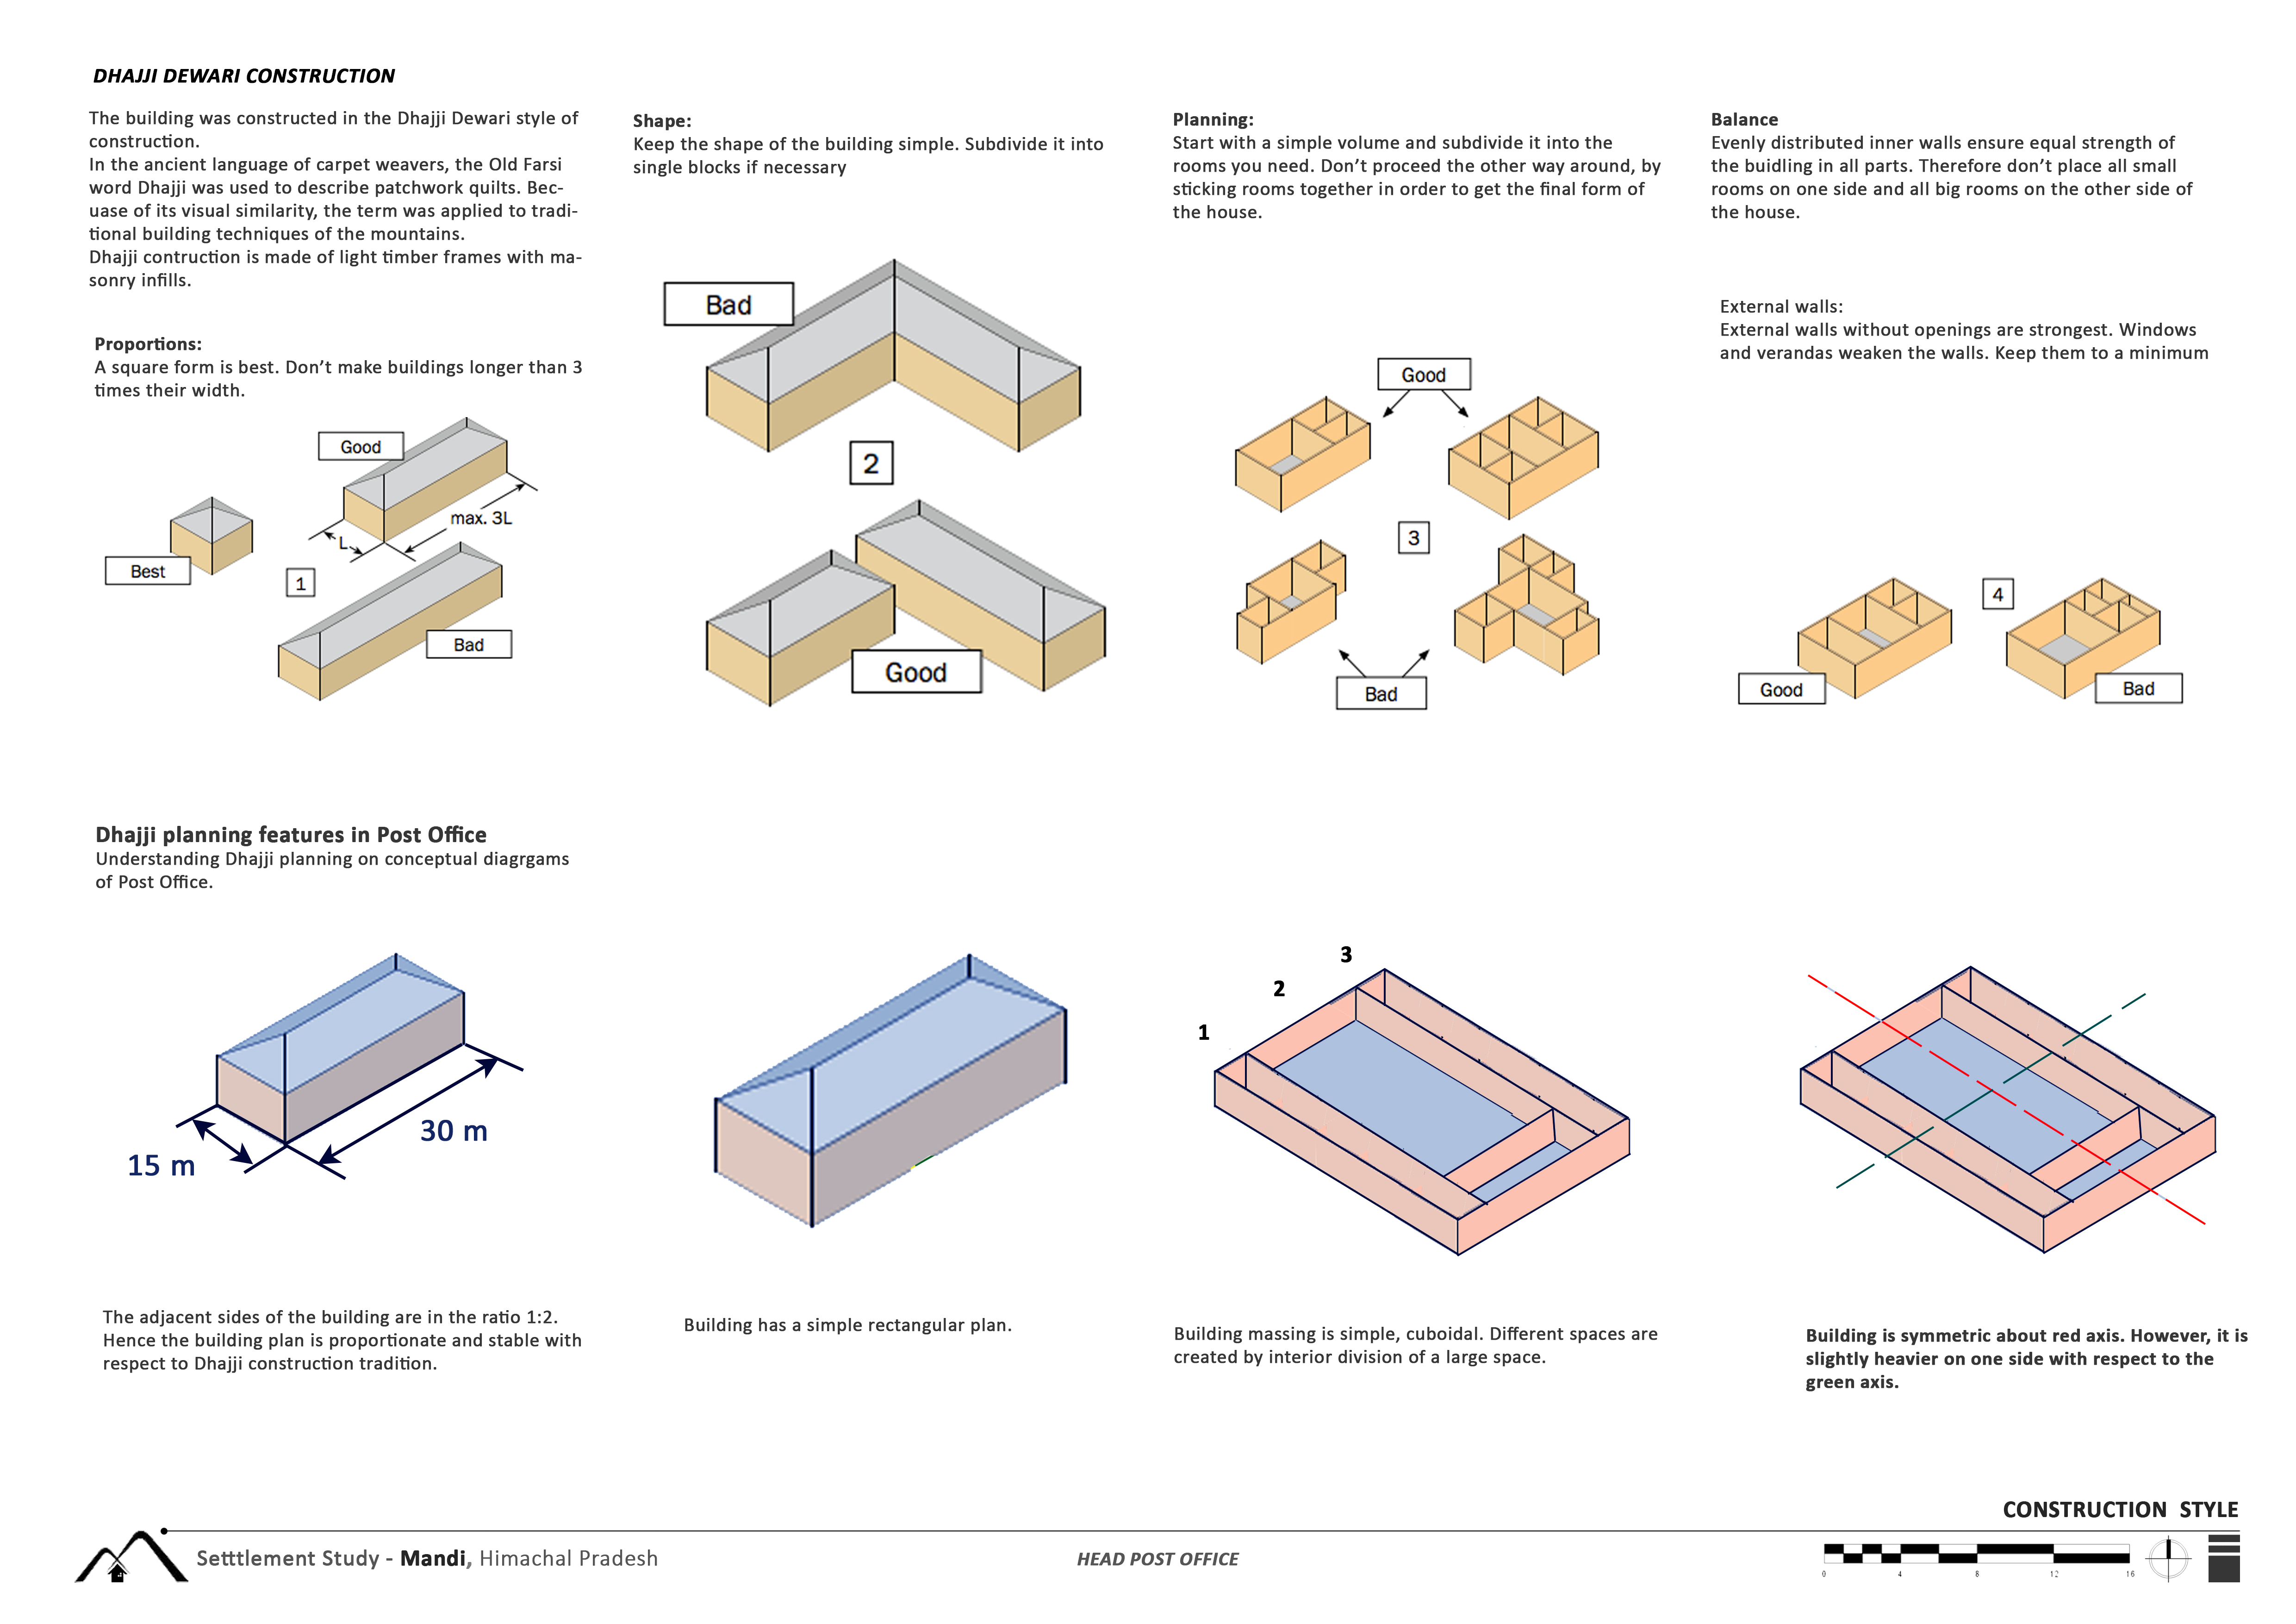 DHAJJI DEWARI CONSTRUCTION
The building was constructed in the Dhajji Dewari style of
construction.
In the ancient language of carpet weavers, the Old Farsi
word Dhajji was used to describe patchwork quilts. Bec-
uase of its visual similarity, the term was applied to tradi-
tional building techniques of the mountains.
Dhajji contruction is made of light timber frames with ma-
sonry infills.
Proportions:
A square form is best. Don't make buildings longer than 3
times their width.
Good
max. 3L
L
Best
1
Bad
Shape:
Keep the shape of the building simple. Subdivide it into
single blocks if necessary
Bad
2
Good
Planning:
Start with a simple volume and subdivide it into the
rooms you need. Don't proceed the other way around, by
sticking rooms together in order to get the final form of
the house.
Good
3
Bad
Balance
Evenly distributed inner walls ensure equal strength of
the buidling in all parts. Therefore don't place all small
rooms on one side and all big rooms on the other side of
the house.
External walls:
External walls without openings are strongest. Windows
and verandas weaken the walls. Keep them to a minimum
4
Good
Bad
Dhajji planning features in Post Office
Understanding Dhajji planning on conceptual diagrgams
of Post Office.
15 m
30 m
The adjacent sides of the building are in the ratio 1:2.
Hence the building plan is proportionate and stable with
respect to Dhajji construction tradition.
Building has a simple rectangular plan.
3
2
1
Building massing is simple, cuboidal. Different spaces are
created by interior division of a large space.
Building is symmetric about red axis. However, it is
slightly heavier on one side with respect to the
green axis.
CONSTRUCTION STYLE
Setttlement Study - Mandi, Himachal Pradesh
HEAD POST OFFICE
0 4 8 12 16